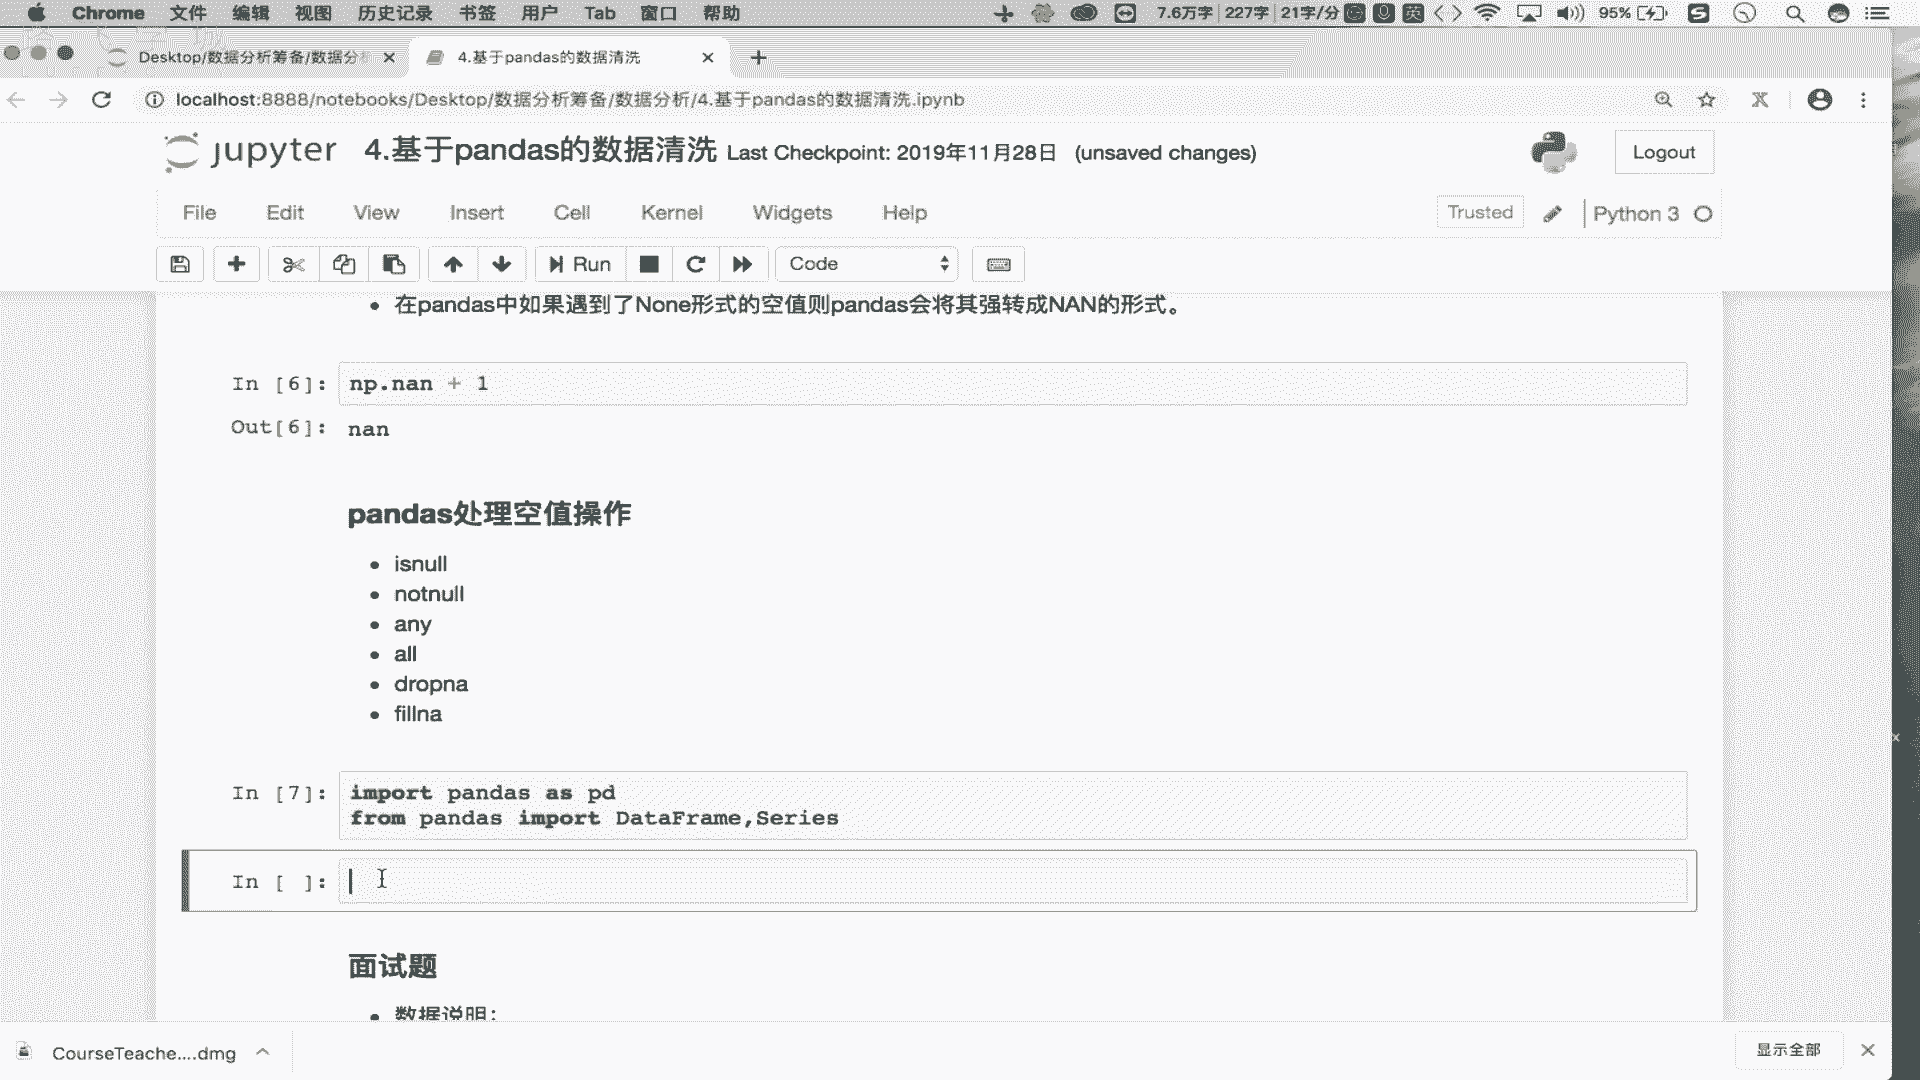 Chrome 文件 编辑 视图 历史记录 书签 用户 Tab 窗口 帮助 7.6万字 227字 21字/分 英 95%
Desktop/数据分析筹备/数据分 4.基于pandas的数据清洗
localhost:8888/notebooks/Desktop/数据分析筹备/数据分析/4.基于pandas的数据清洗.ipynb
jupyter 4.基于pandas的数据清洗 Last Checkpoint: 2019年11月28日 (unsaved changes) Logout
File Edit View Insert Cell Kernel Widgets Help Trusted Python 3
Run Code
在pandas中如果遇到了None形式的空值则pandas会将其强转成NAN的形式。
In [6]: np.nan + 1
Out[6]: nan
pandas处理空值操作
isnull
notnull
any
all
dropna
fillna
In [7]: import pandas as pd
from pandas import DataFrame,Series
In [ ]:
面试题
数据说明：
CourseTeache....dmg 显示全部